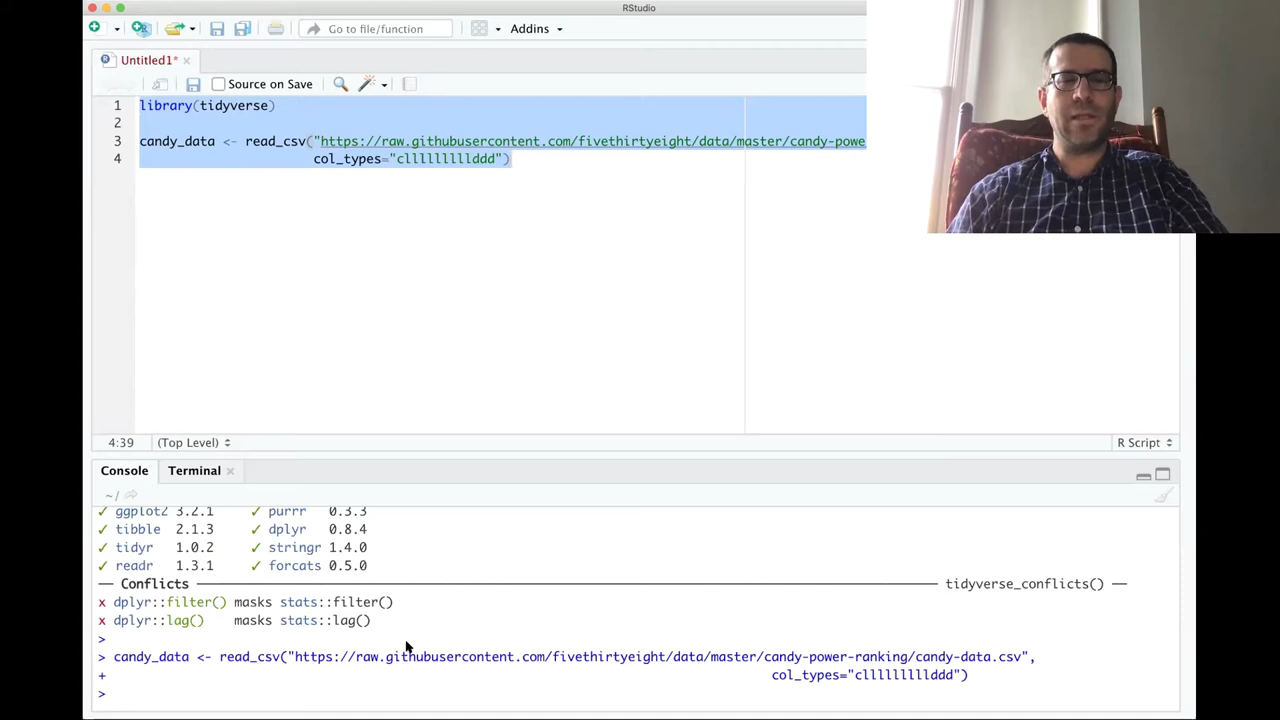 RStudio
Go to file/function
Addins
Untitled1*
Source on Save
1 library(tidyverse)
2
3 candy_data <- read_csv("https://raw.githubusercontent.com/fivethirtyeight/data/master/candy-powe
4 col_types="clllllllllddd")
4:39 (Top Level) R Script
Console Terminal
~/
✓ ggplot2 3.2.1 ✓ purrr 0.3.3
✓ tibble 2.1.3 ✓ dplyr 0.8.4
✓ tidyr 1.0.2 ✓ stringr 1.4.0
✓ readr 1.3.1 ✓ forcats 0.5.0
── Conflicts ── tidyverse_conflicts() ──
x dplyr::filter() masks stats::filter()
x dplyr::lag() masks stats::lag()
>
> candy_data <- read_csv("https://raw.githubusercontent.com/fivethirtyeight/data/master/candy-power-ranking/candy-data.csv",
+ col_types="clllllllllddd")
>